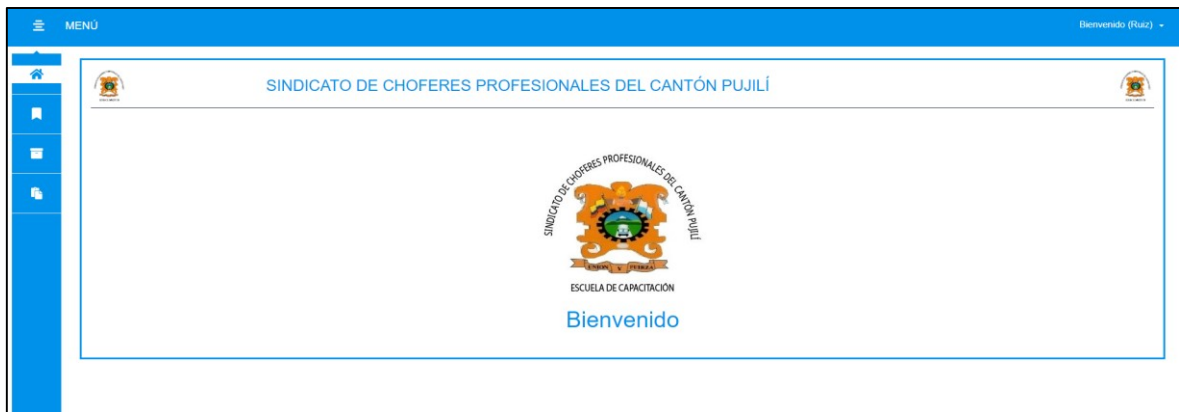 MENÚ
Bienvenido (Ruiz)
SINDICATO DE CHOFERES PROFESIONALES DEL CANTÓN PUJILÍ
SINDICATO DE CHOFERES PROFESIONALES DEL CANTÓN PUJILÍ
UNION Y FUERZA
ESCUELA DE CAPACITACIÓN
Bienvenido